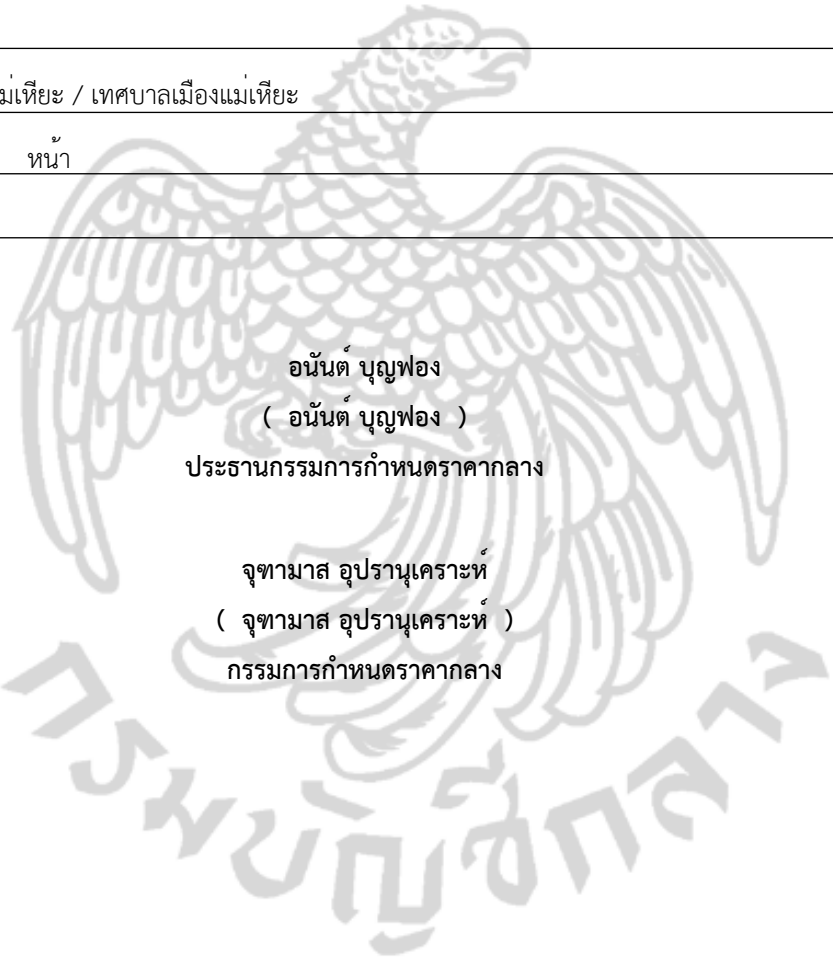 ม่เหียะ / เทศบาลเมืองแม่เหียะ
หน้า
อนันต์ บุญฟอง
( อนันต์ บุญฟอง )
ประธานกรรมการกำหนดราคากลาง
จุฑามาส อุปรานุเคราะห์
( จุฑามาส อุปรานุเคราะห์ )
กรรมการกำหนดราคากลาง
กรมบัญชีกลาง